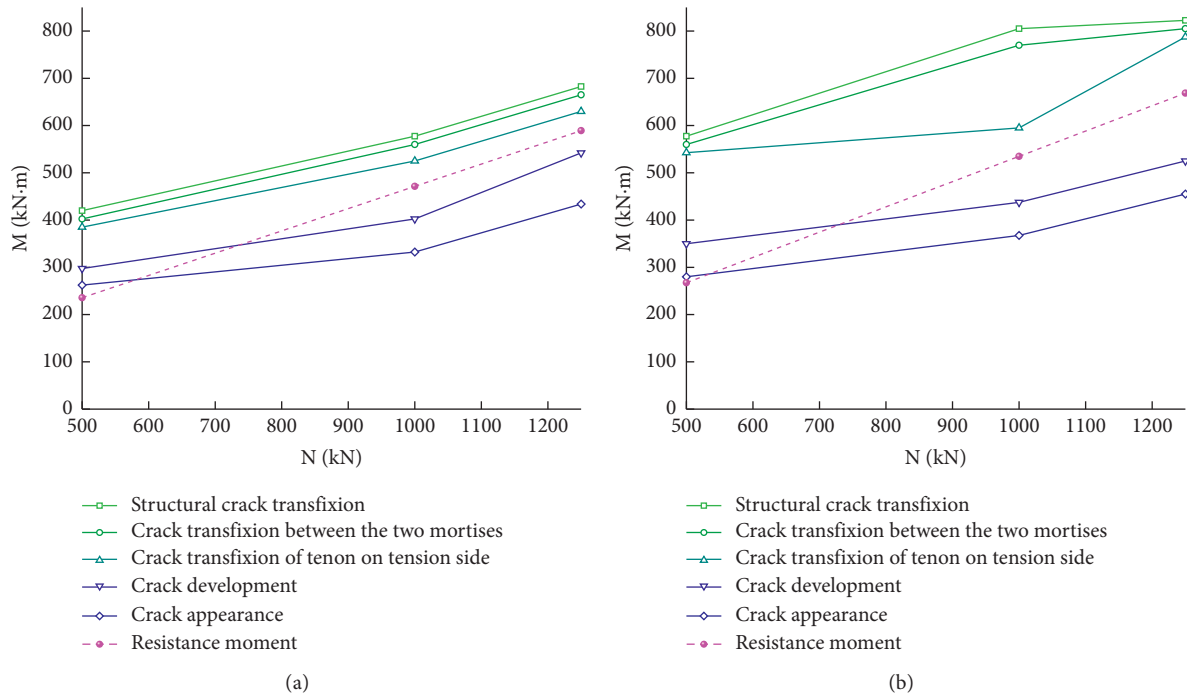 800
700
600
500
400
300
200
100
0
M (kN·m)
500 600 700 800 900 1000 1100 1200
N (kN)
Structural crack transfixion
Crack transfixion between the two mortises
Crack transfixion of tenon on tension side
Crack development
Crack appearance
Resistance moment
(a)
800
700
600
500
400
300
200
100
0
M (kN·m)
500 600 700 800 900 1000 1100 1200
N (kN)
Structural crack transfixion
Crack transfixion between the two mortises
Crack transfixion of tenon on tension side
Crack development
Crack appearance
Resistance moment
(b)